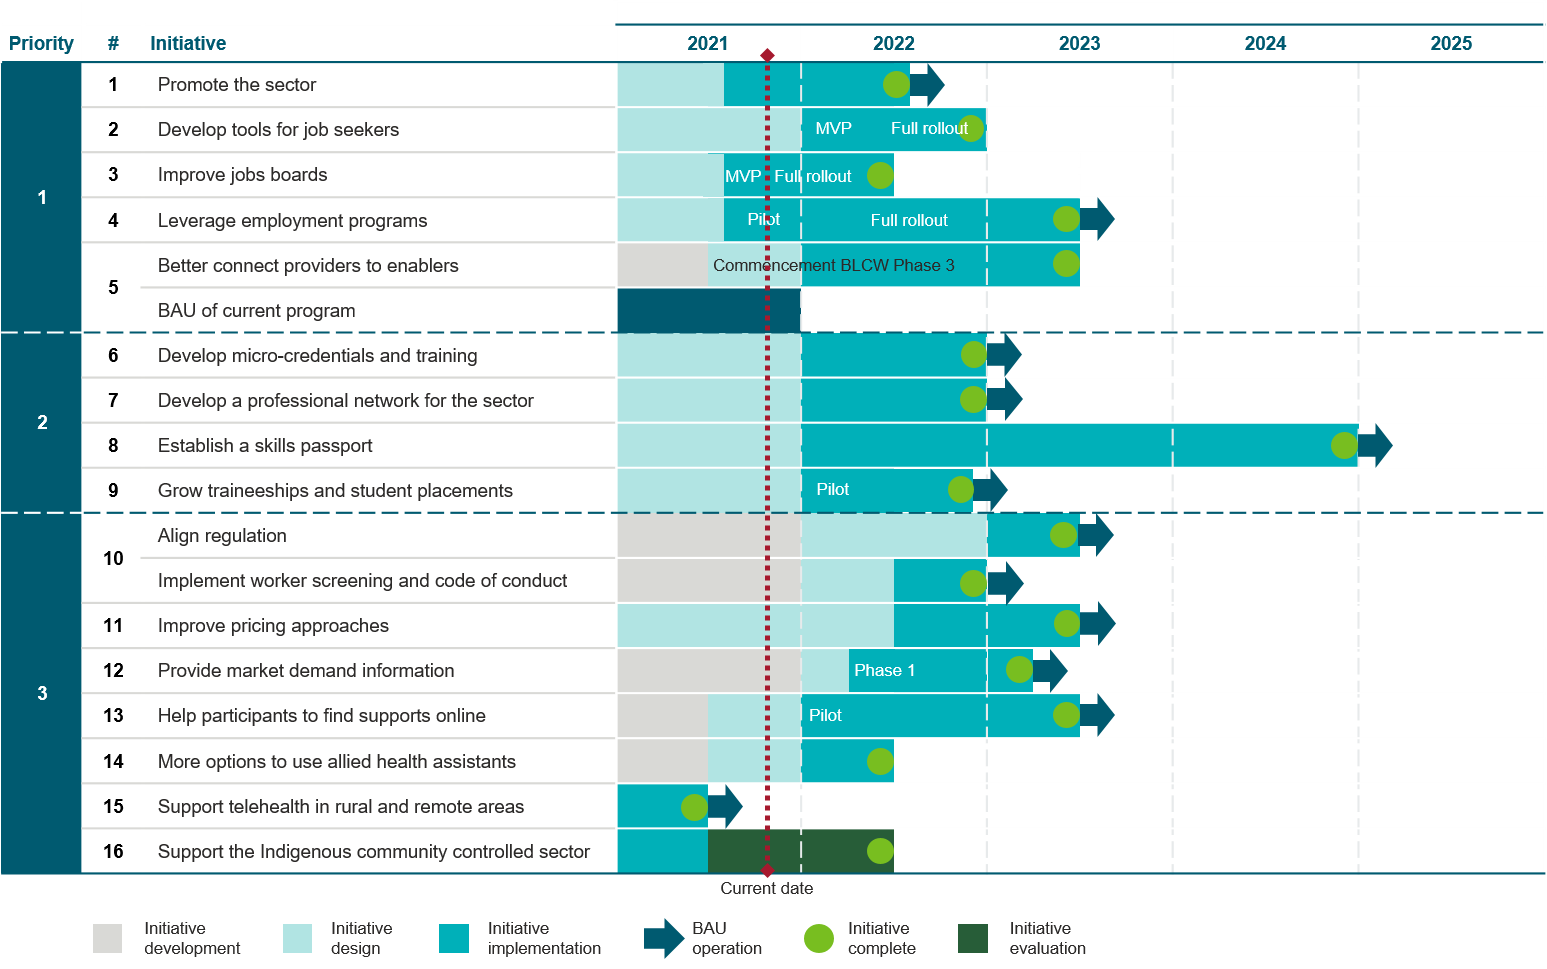 Priority # Initiative 2021 2022 2023 2024 2025
1
1 Promote the sector
2 Develop tools for job seekers MVP Full rollout
3 Improve jobs boards MVP Full rollout
4 Leverage employment programs Pilot Full rollout
5
Better connect providers to enablers Commencement BLCW Phase 3
BAU of current program
2
6 Develop micro-credentials and training
7 Develop a professional network for the sector
8 Establish a skills passport
9 Grow traineeships and student placements Pilot
3
10
Align regulation
Implement worker screening and code of conduct
11 Improve pricing approaches
12 Provide market demand information Phase 1
13 Help participants to find supports online Pilot
14 More options to use allied health assistants
15 Support telehealth in rural and remote areas
16 Support the Indigenous community controlled sector
Current date
Initiative development
Initiative design
Initiative implementation
BAU operation
Initiative complete
Initiative evaluation